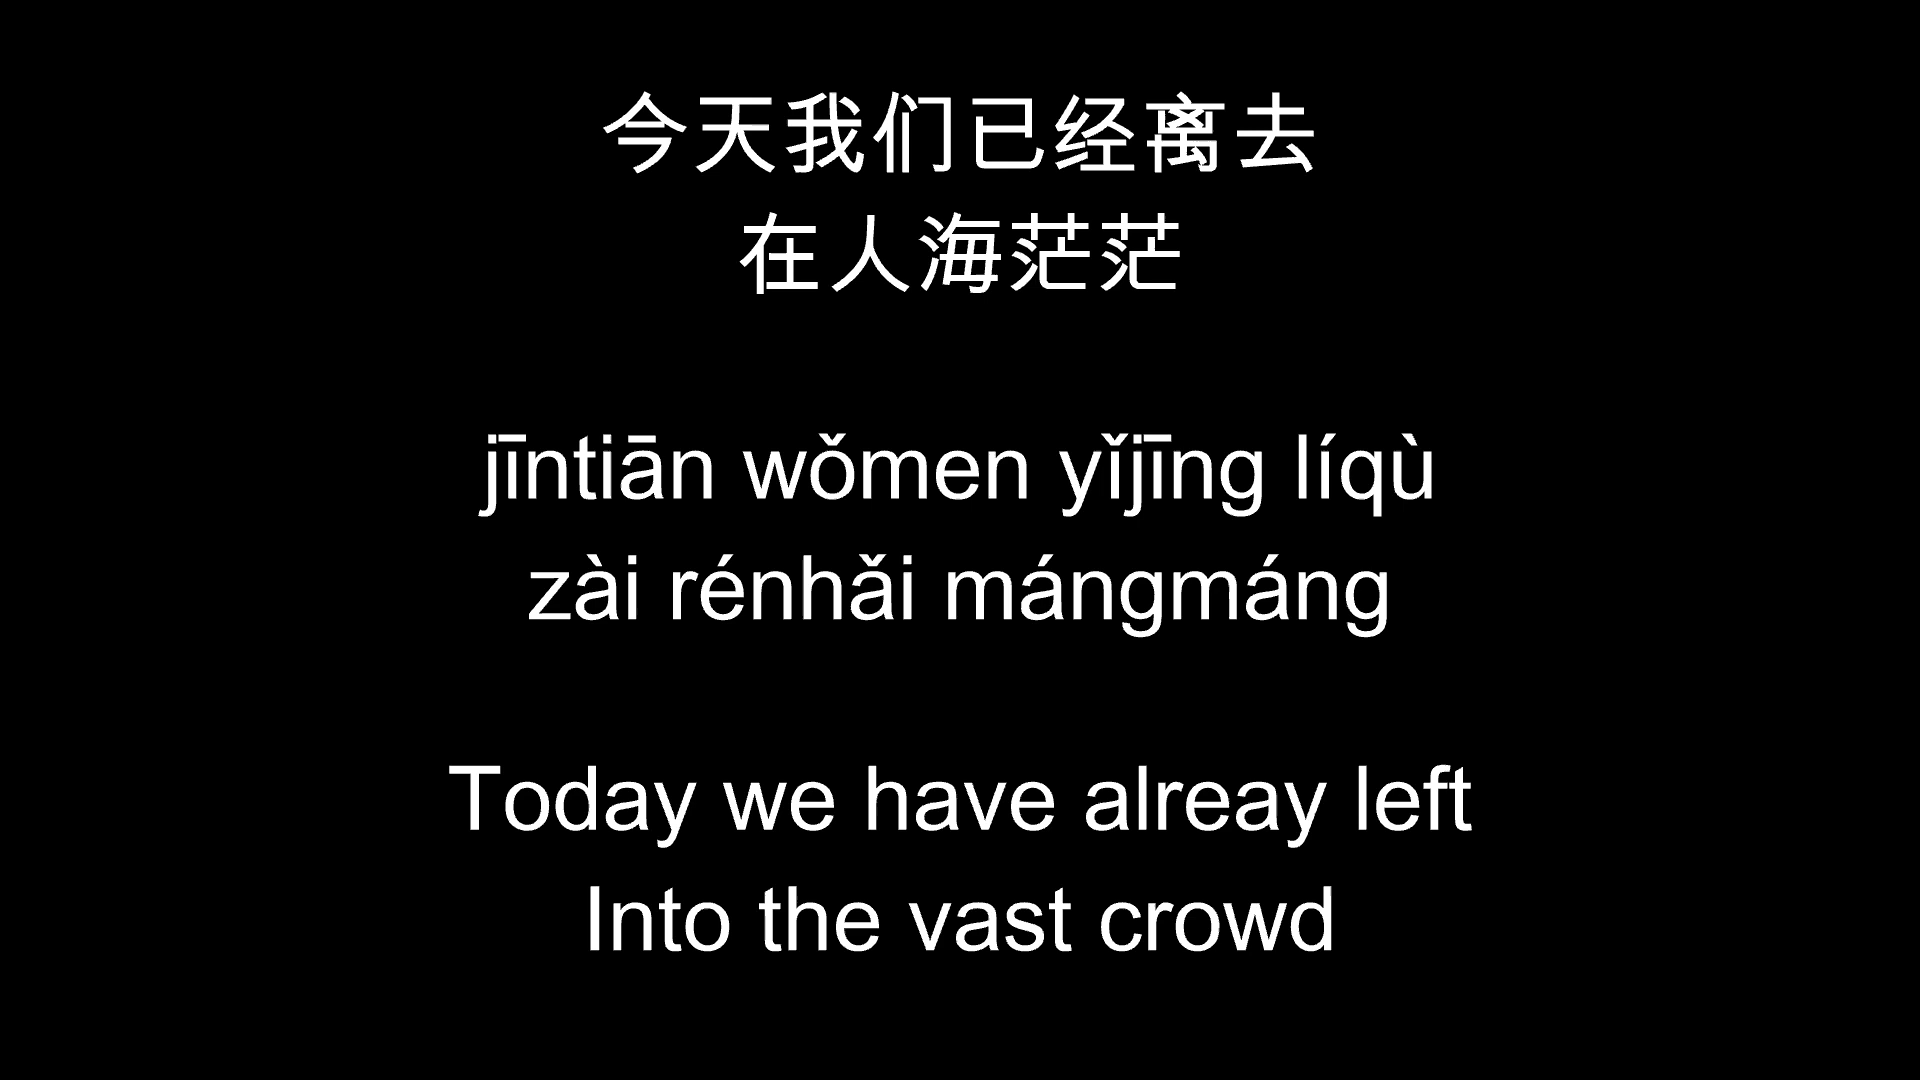 今天我们已经离去
在人海茫茫
jīntiān wǒmen yǐjīng líqù
zài rénhǎi mángmáng
Today we have alreay left
Into the vast crowd